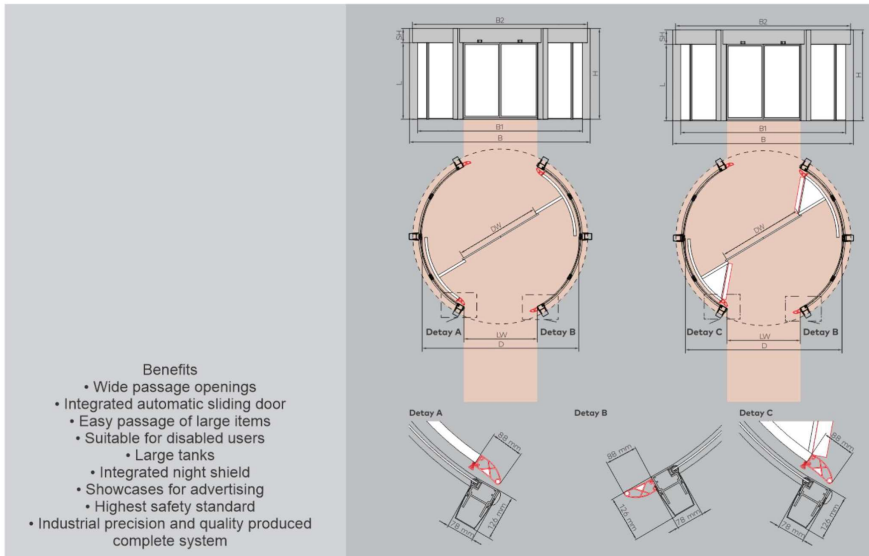 Benefits
• Wide passage openings
• Integrated automatic sliding door
• Easy passage of large items
• Suitable for disabled users
• Large tanks
• Integrated night shield
• Showcases for advertising
• Highest safety standard
• Industrial precision and quality produced
complete system
B2
SH
L
H
B1
B
DW
Detay A
LW
Detay B
D
B2
SH
L
H
B1
B
DW
Detay C
LW
Detay B
D
Detay A
88 mm
126 mm
78 mm
Detay B
88 mm
126 mm
78 mm
Detay C
88 mm
126 mm
78 mm